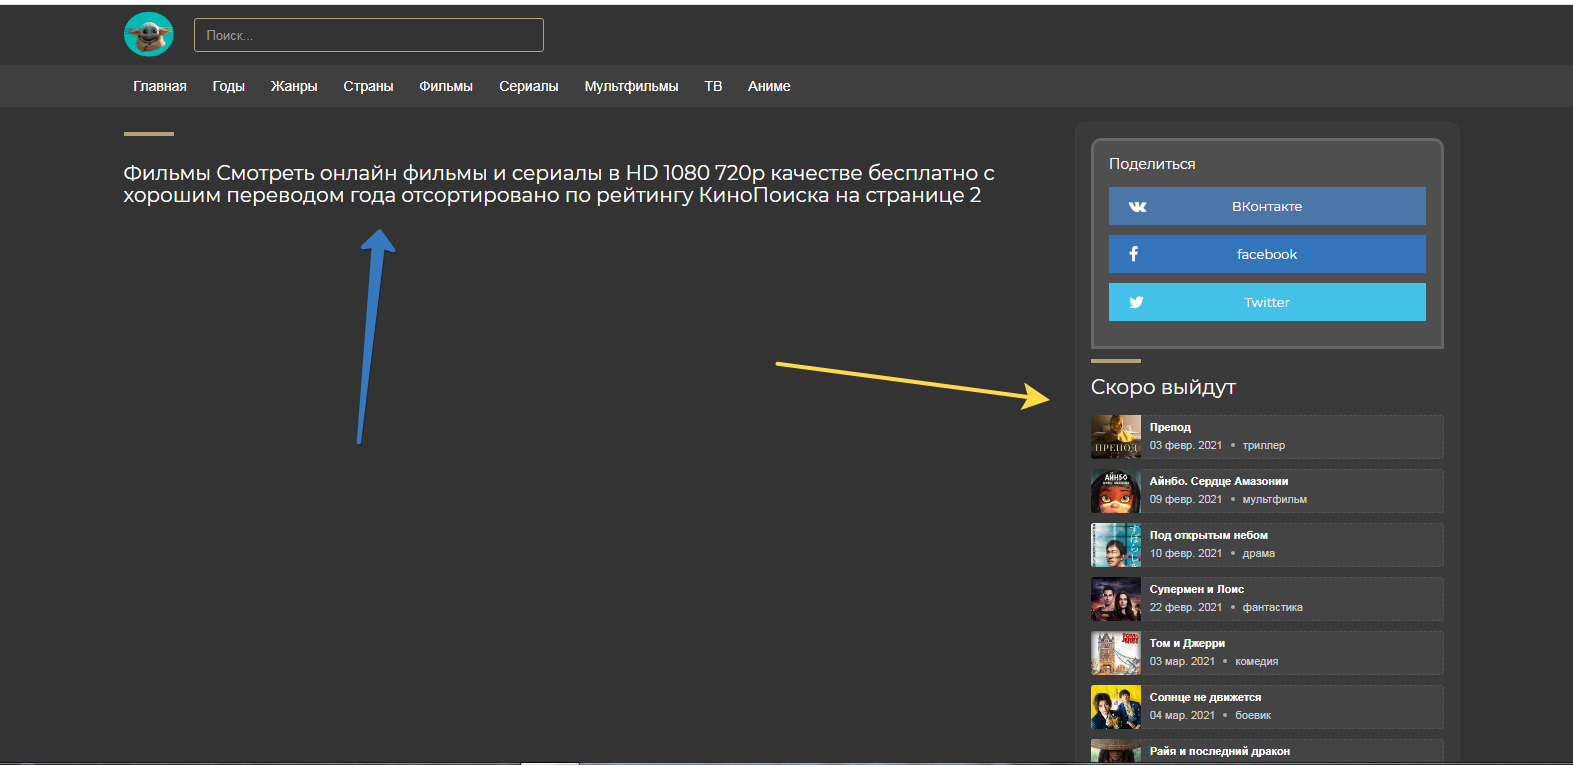 Поиск...
Главная Годы Жанры Страны Фильмы Сериалы Мультфильмы ТВ Аниме
Фильмы Смотреть онлайн фильмы и сериалы в HD 1080 720p качестве бесплатно с
хорошим переводом года отсортировано по рейтингу КиноПоиска на странице 2
Поделиться
ВКонтакте
facebook
Twitter
Скоро выйдут
ПРЕПОД
Препод
03 февр. 2021 • триллер
АЙНБО
Айнбо. Сердце Амазонии
09 февр. 2021 • мультфильм
Под открытым небом
10 февр. 2021 • драма
Супермен и Лоис
22 февр. 2021 • фантастика
Том и Джерри
03 мар. 2021 • комедия
Солнце не движется
04 мар. 2021 • боевик
Райя и последний дракон